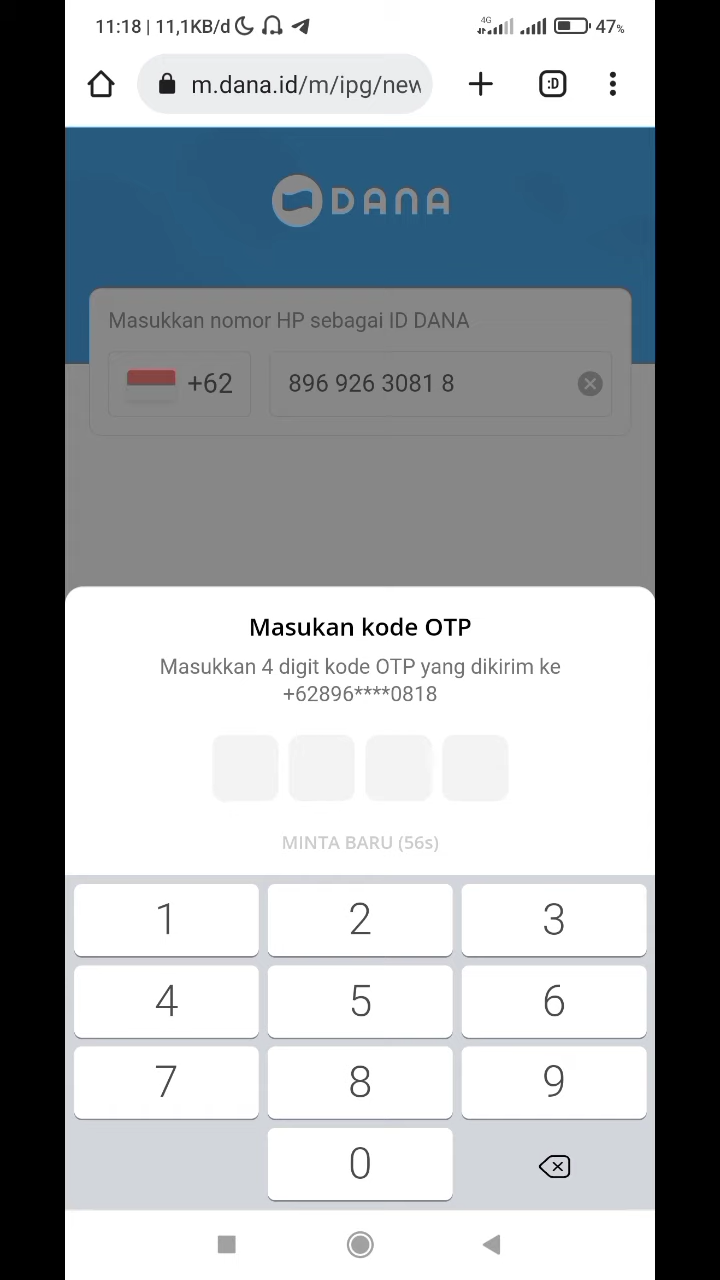 11:18 | 11,1KB/d 4G 47%
m.dana.id/m/ipg/new
:D
DANA
Masukkan nomor HP sebagai ID DANA
+62 896 926 3081 8
Masukan kode OTP
Masukkan 4 digit kode OTP yang dikirim ke
+62896****0818
MINTA BARU (56s)
1 2 3
4 5 6
7 8 9
0